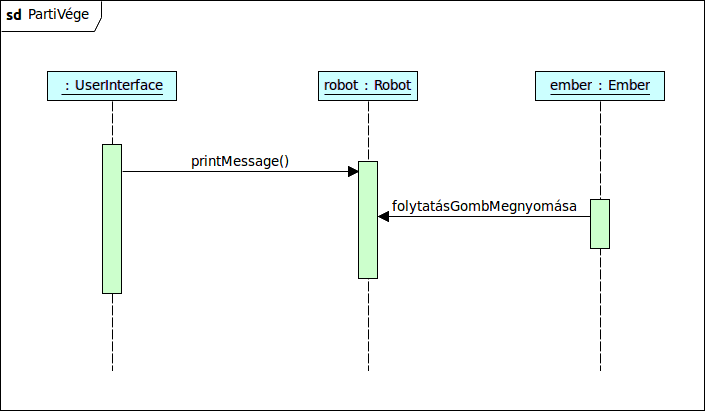 sd PartiVége
: UserInterface
robot : Robot
ember : Ember
printMessage()
folytatásGombMegnyomása